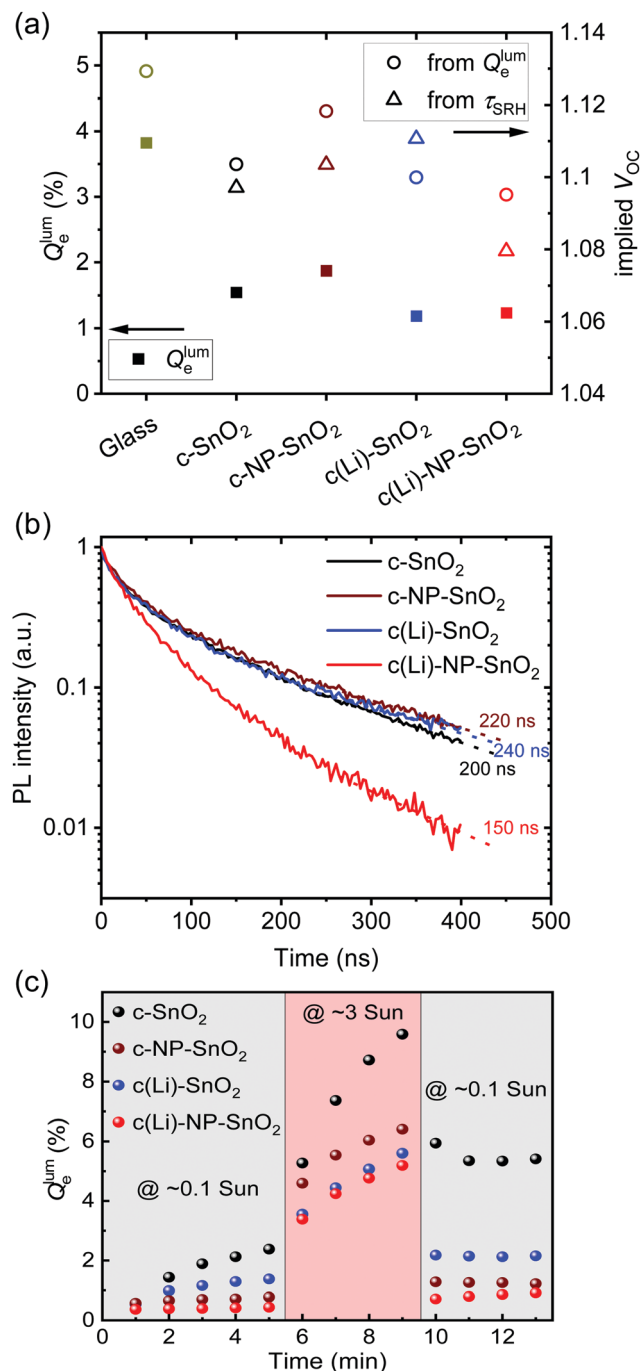 (a)
5
4
3
2
1
0
Q_e^lum (%)
1.14
1.12
1.10
1.08
1.06
1.04
implied V_OC
from Q_e^lum
from τ_SRH
Q_e^lum
Glass
c-SnO₂
c-NP-SnO₂
c(Li)-SnO₂
c(Li)-NP-SnO₂
(b)
1
0.1
0.01
PL intensity (a.u.)
c-SnO₂
c-NP-SnO₂
c(Li)-SnO₂
c(Li)-NP-SnO₂
220 ns
240 ns
200 ns
150 ns
0 100 200 300 400 500
Time (ns)
(c)
10
8
6
4
2
0
Q_e^lum (%)
c-SnO₂
c-NP-SnO₂
c(Li)-SnO₂
c(Li)-NP-SnO₂
@ ~0.1 Sun
@ ~3 Sun
@ ~0.1 Sun
0 2 4 6 8 10 12
Time (min)